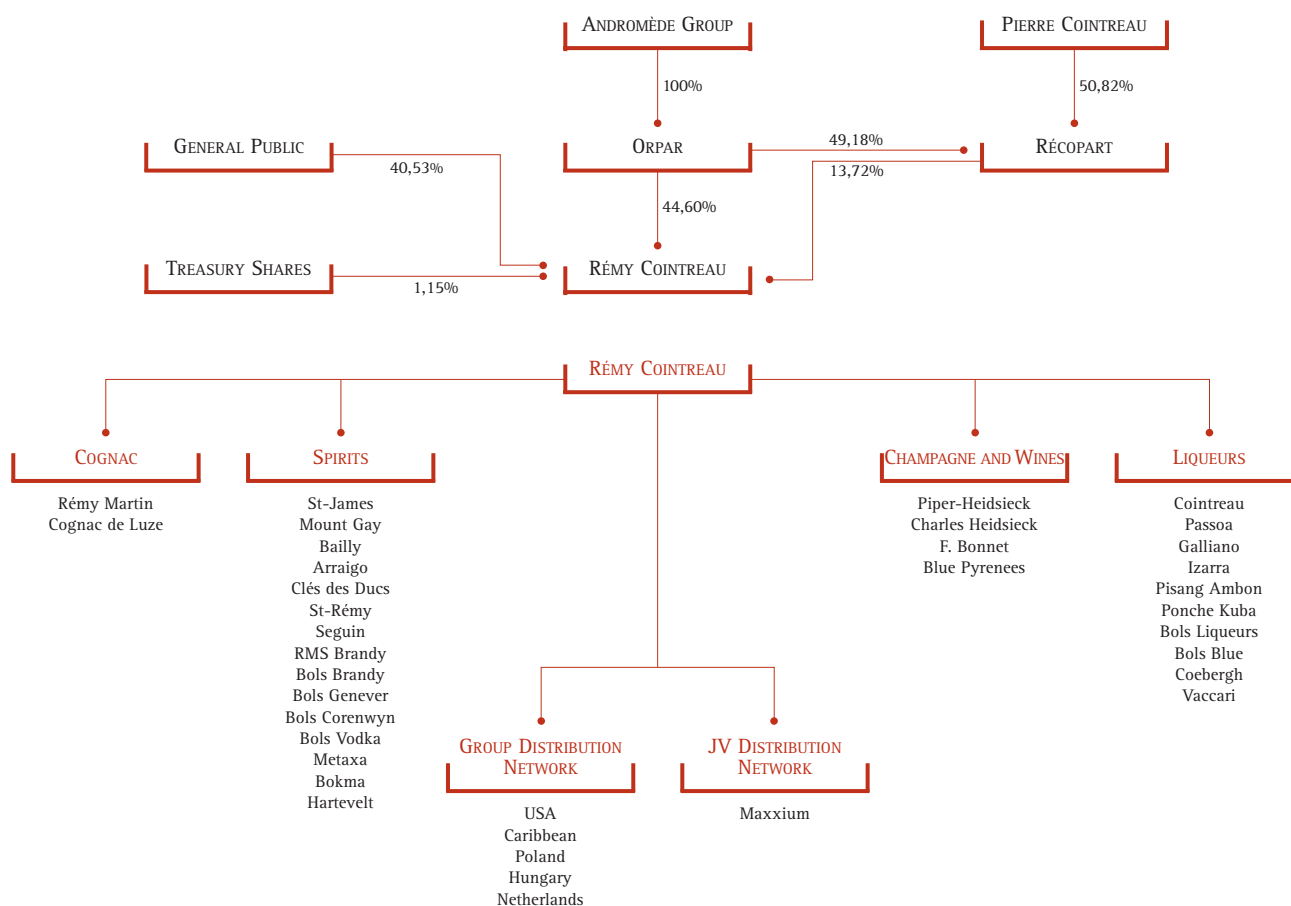 ANDROMÈDE GROUP
PIERRE COINTREAU
100%
50,82%
GENERAL PUBLIC
ORPAR
49,18%
RÉCOPART
40,53%
13,72%
44,60%
TREASURY SHARES
RÉMY COINTREAU
1,15%
RÉMY COINTREAU
COGNAC
Rémy Martin
Cognac de Luze
SPIRITS
St-James
Mount Gay
Bailly
Arraigo
Clés des Ducs
St-Rémy
Seguin
RMS Brandy
Bols Brandy
Bols Genever
Bols Corenwyn
Bols Vodka
Metaxa
Bokma
Hartevelt
GROUP DISTRIBUTION
NETWORK
USA
Caribbean
Poland
Hungary
Netherlands
JV DISTRIBUTION
NETWORK
Maxxium
CHAMPAGNE AND WINES
Piper-Heidsieck
Charles Heidsieck
F. Bonnet
Blue Pyrenees
LIQUEURS
Cointreau
Passoa
Galliano
Izarra
Pisang Ambon
Ponche Kuba
Bols Liqueurs
Bols Blue
Coebergh
Vaccari